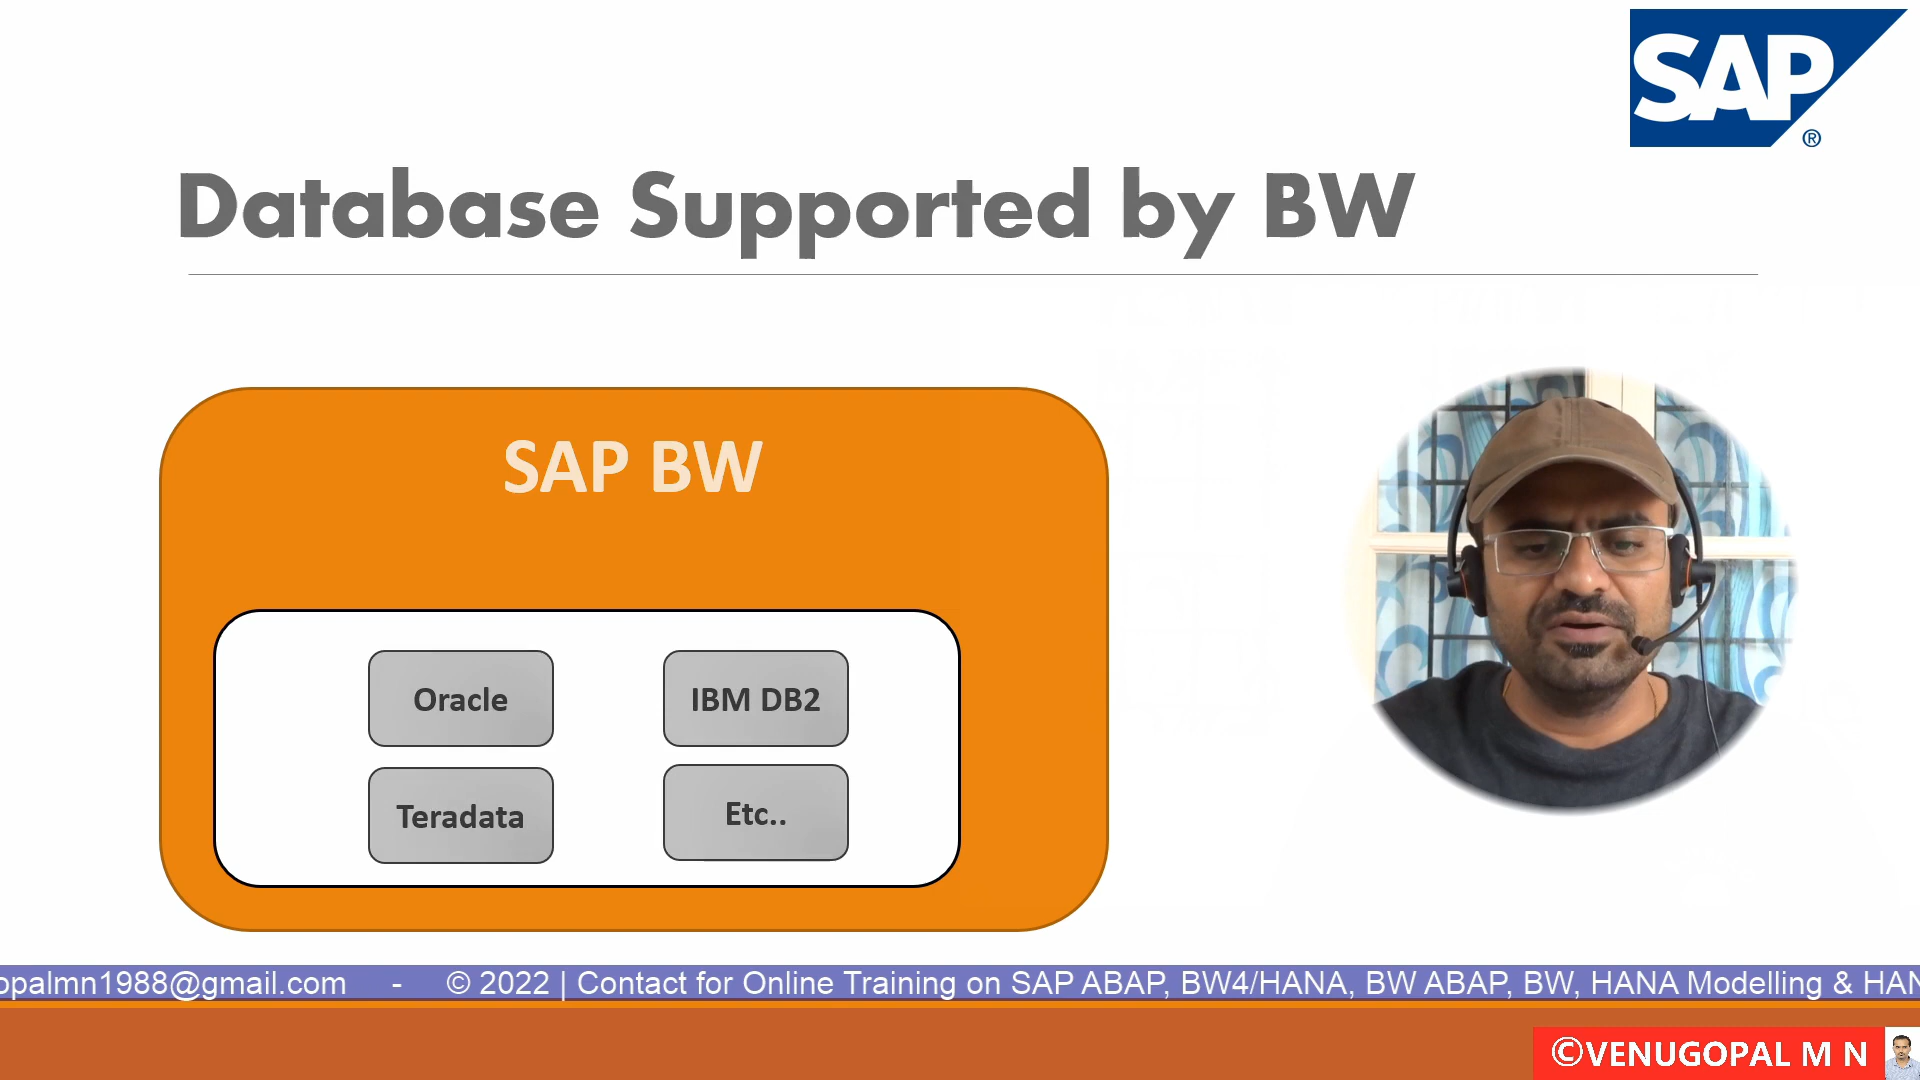 SAP
®
Database Supported by BW
SAP BW
Oracle
IBM DB2
Teradata
Etc..
opalmn1988@gmail.com - © 2022 | Contact for Online Training on SAP ABAP, BW4/HANA, BW ABAP, BW, HANA Modelling & HAN
©VENUGOPAL M N